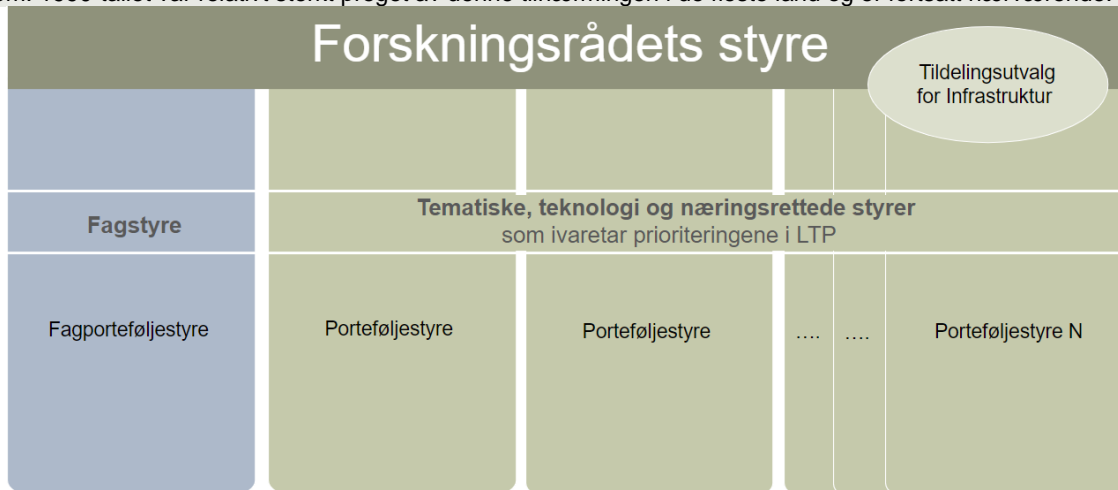 Forskningsrådets styre
Tildelingsutvalg
for Infrastruktur
Fagstyre
Tematiske, teknologi og næringsrettede styrer
som ivaretar prioriteringene i LTP
Fagporteføljestyre
Porteføljestyre
Porteføljestyre
....
....
Porteføljestyre N